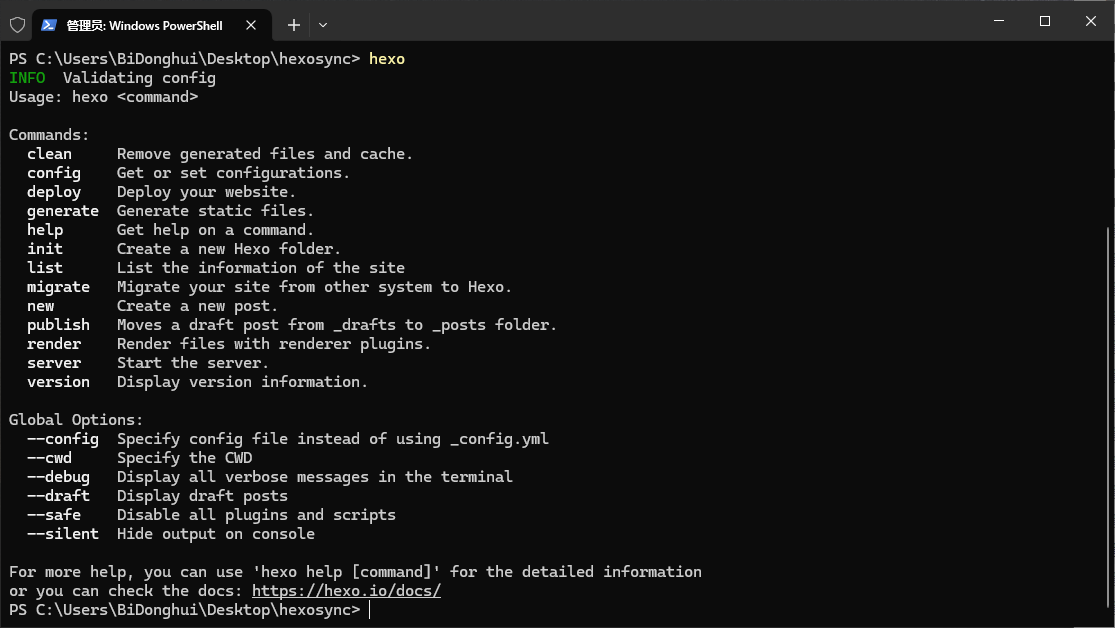 管理员: Windows PowerShell
PS C:\Users\BiDonghui\Desktop\hexosync> hexo
INFO  Validating config
Usage: hexo <command>

Commands:
  clean     Remove generated files and cache.
  config    Get or set configurations.
  deploy    Deploy your website.
  generate  Generate static files.
  help      Get help on a command.
  init      Create a new Hexo folder.
  list      List the information of the site
  migrate   Migrate your site from other system to Hexo.
  new       Create a new post.
  publish   Moves a draft post from _drafts to _posts folder.
  render    Render files with renderer plugins.
  server    Start the server.
  version   Display version information.

Global Options:
  --config  Specify config file instead of using _config.yml
  --cwd     Specify the CWD
  --debug   Display all verbose messages in the terminal
  --draft   Display draft posts
  --safe    Disable all plugins and scripts
  --silent  Hide output on console

For more help, you can use 'hexo help [command]' for the detailed information
or you can check the docs: https://hexo.io/docs/
PS C:\Users\BiDonghui\Desktop\hexosync>